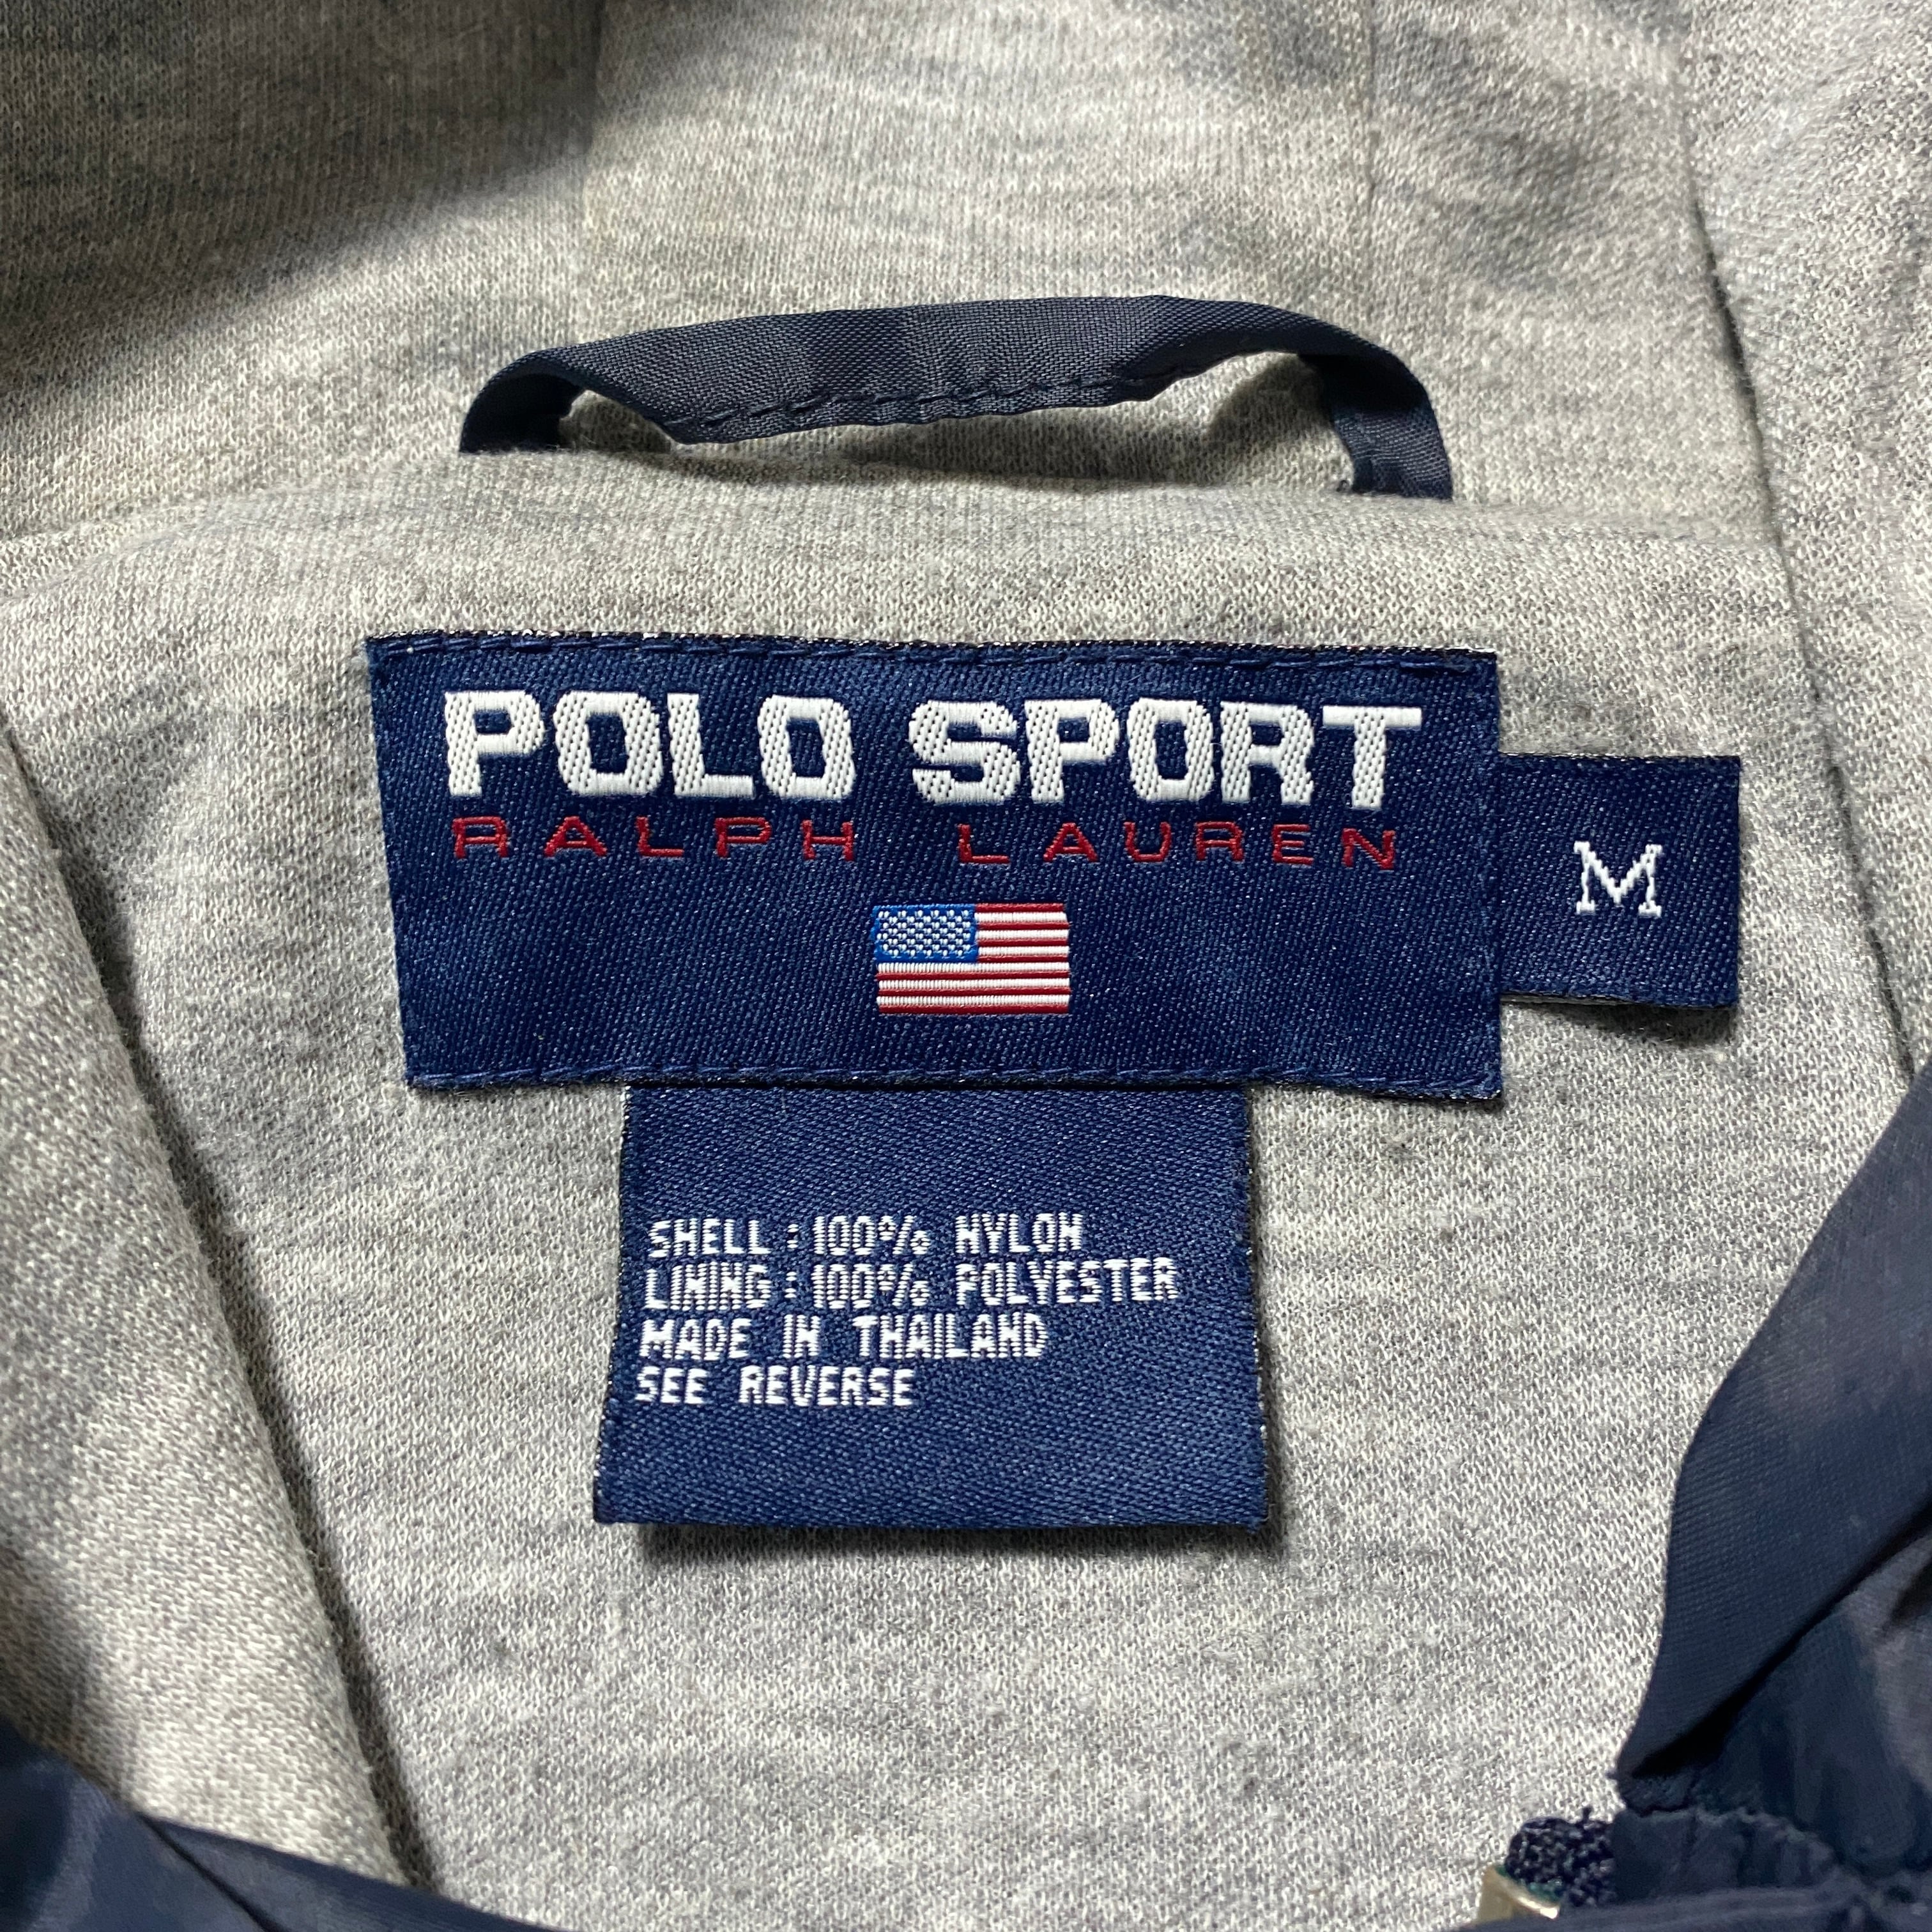 POLO SPORT
RALPH LAUREN
M
SHELL : 100% NYLON
LINING : 100% POLYESTER
MADE IN THAILAND
SEE REVERSE